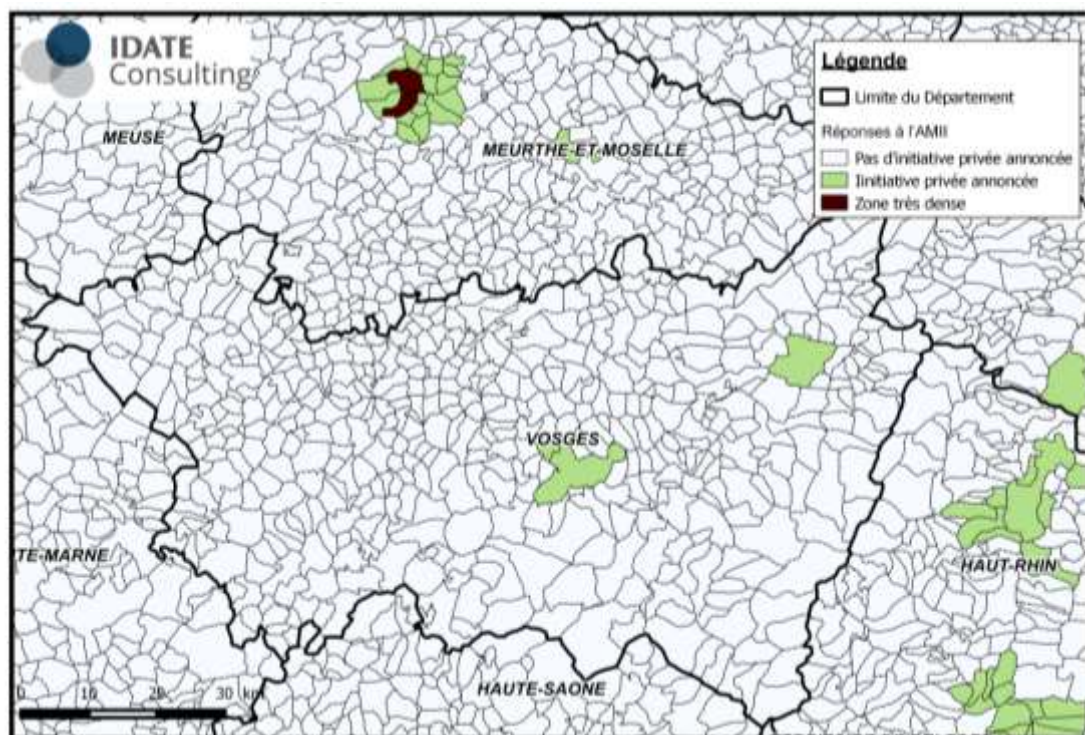 IDATE
Consulting
Légende
Limite du Département
Réponses à l'AMII
Pas d'initiative privée annoncée
Iinitiative privée annoncée
Zone très dense
MEUSE
MEURTHE-ET-MOSELLE
VOSGES
TE-MARNE
HAUT-RHIN
HAUTE-SAONE
0 10 20 30 km